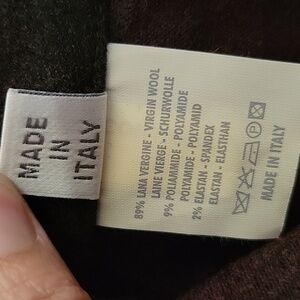 MADE
IN
ITALY
89% LANA VERGINE - VIRGIN WOOL
LAINE VIERGE - SCHURWOLLE
9% POLIAMMIDE - POLYAMIDE
POLYAMIDE - POLYAMID
2% ELASTAN - SPANDEX
ELASTAN - ELASTHAN
P
MADE IN ITALY